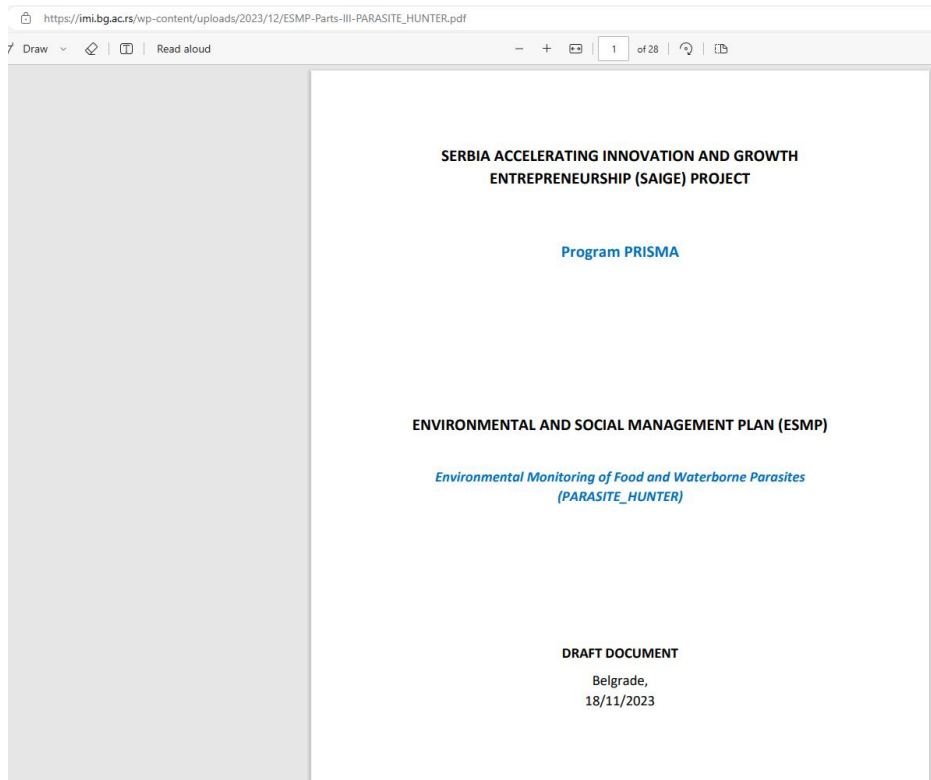 https://imi.bg.ac.rs/wp-content/uploads/2023/12/ESMP-Parts-III-PARASITE_HUNTER.pdf
Draw Read aloud 1 of 28
SERBIA ACCELERATING INNOVATION AND GROWTH
ENTREPRENEURSHIP (SAIGE) PROJECT
Program PRISMA
ENVIRONMENTAL AND SOCIAL MANAGEMENT PLAN (ESMP)
Environmental Monitoring of Food and Waterborne Parasites
(PARASITE_HUNTER)
DRAFT DOCUMENT
Belgrade,
18/11/2023